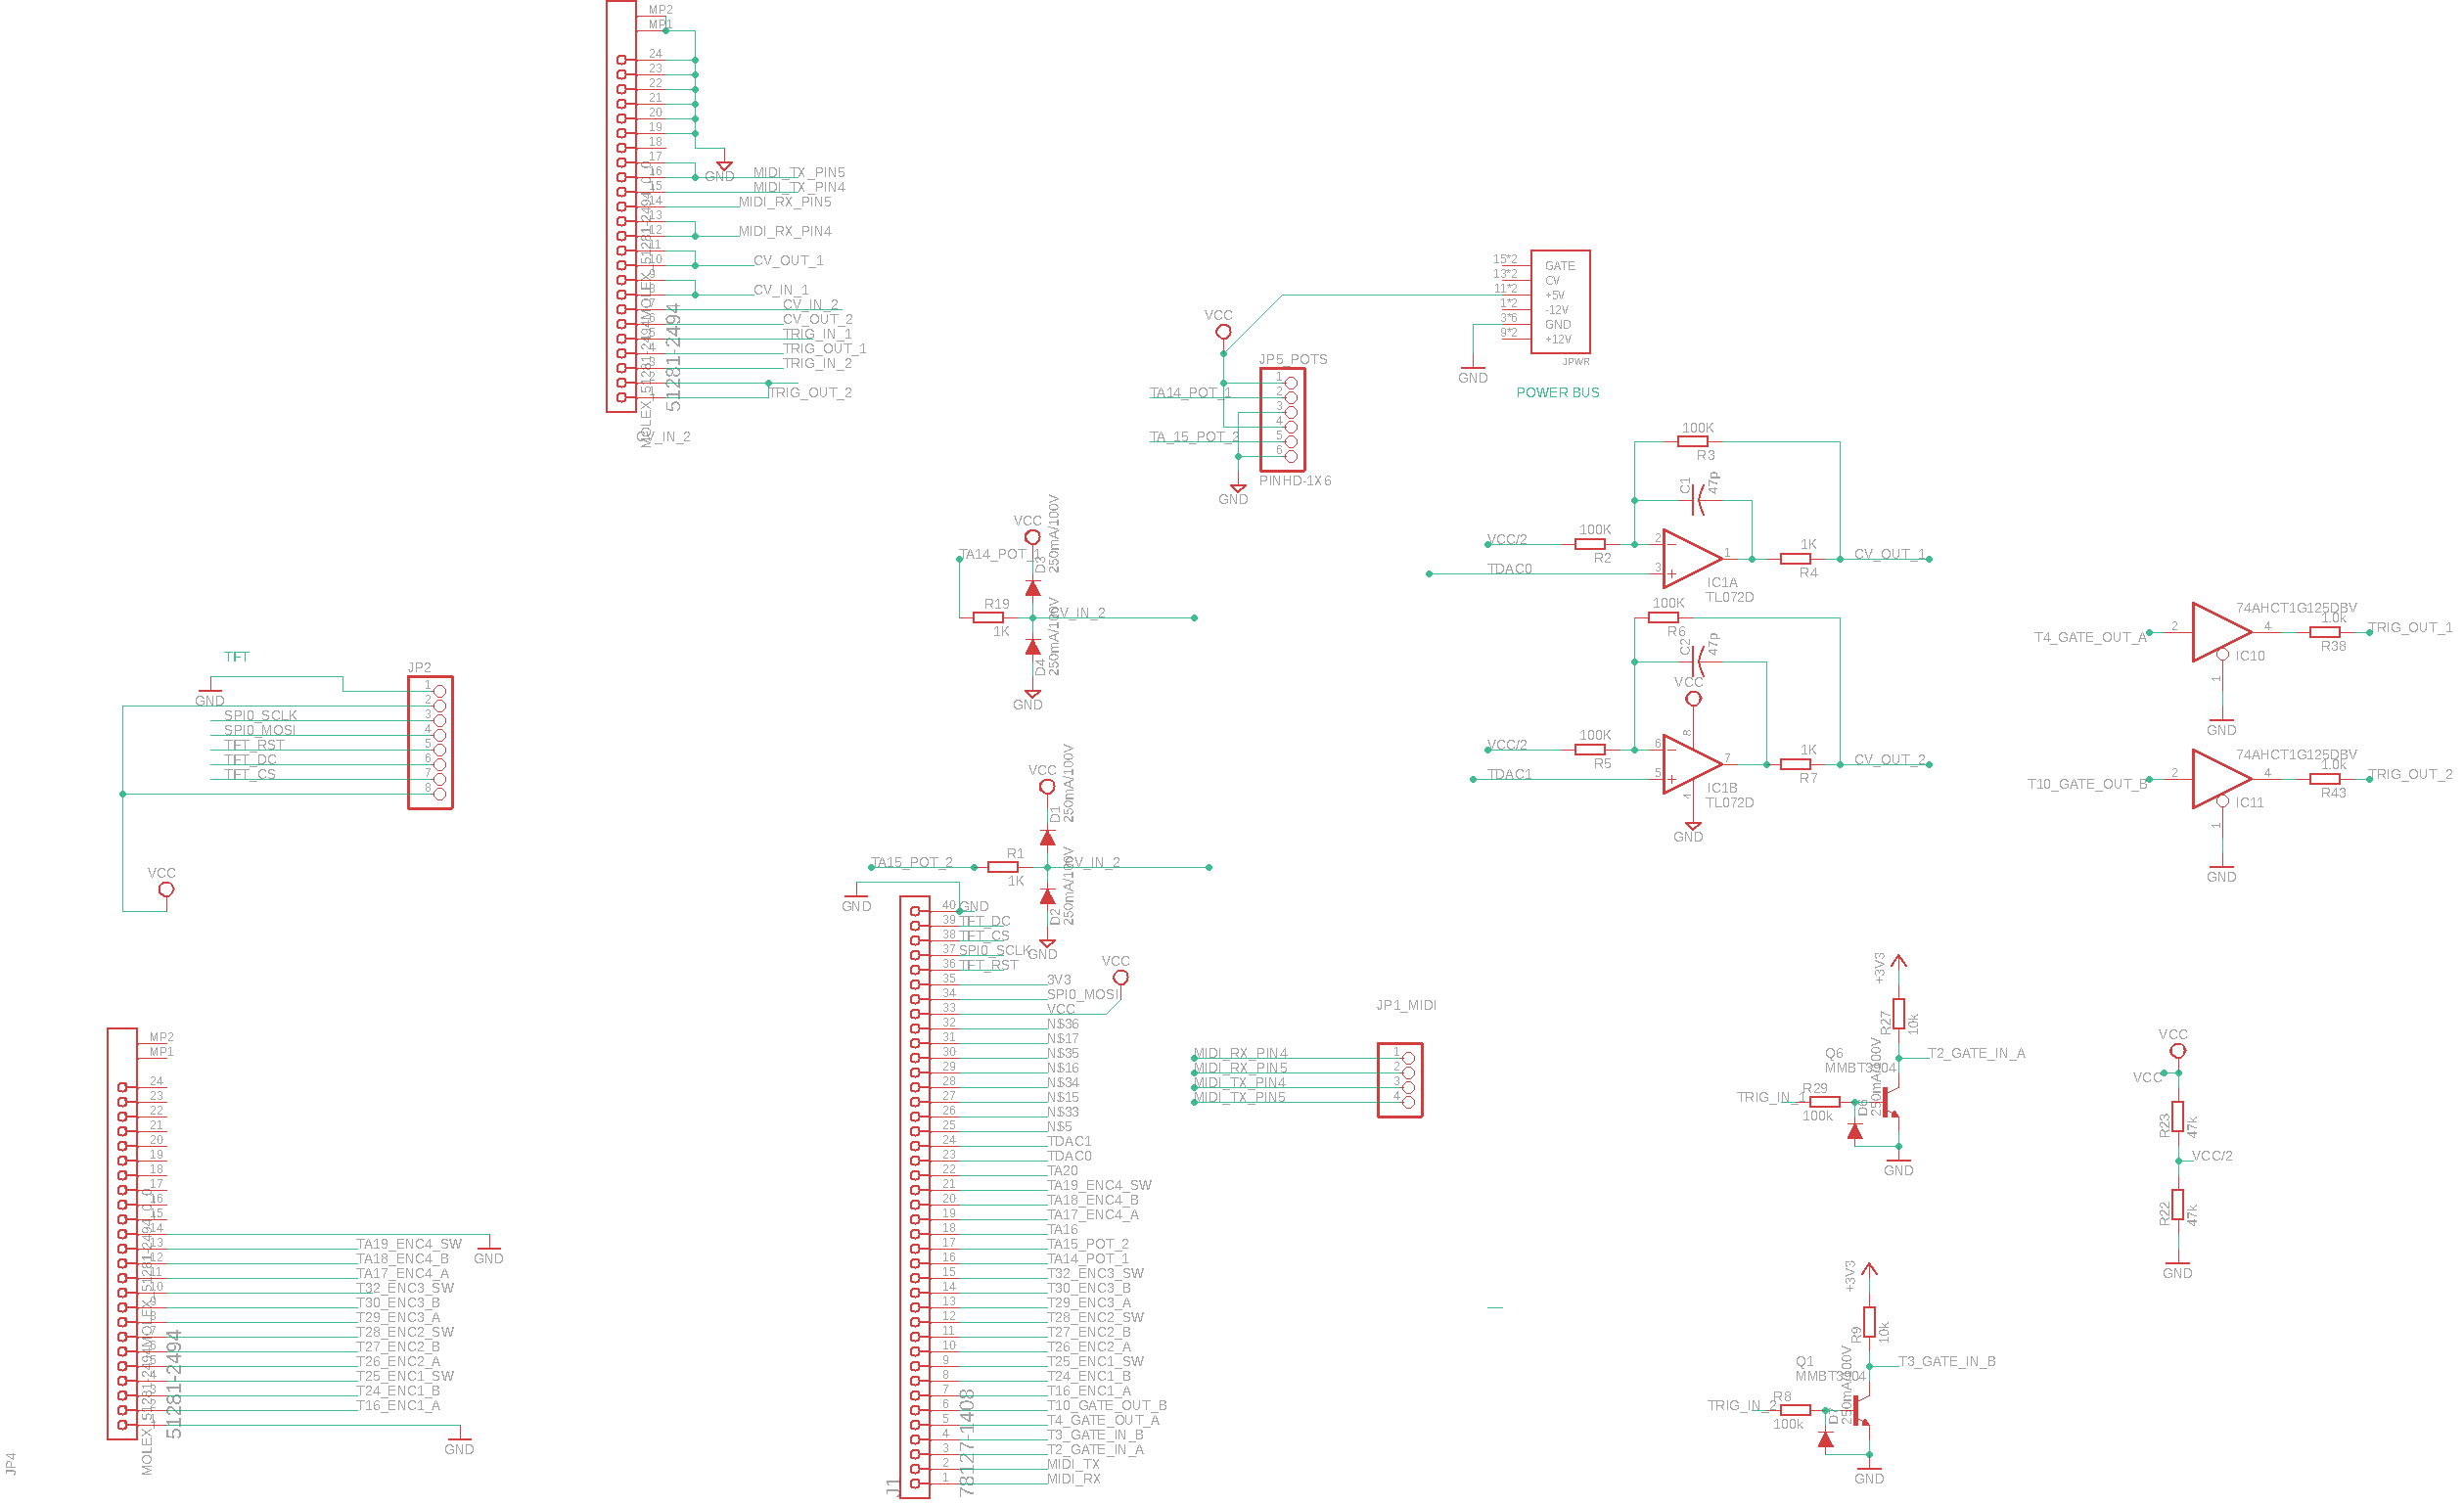 MP2
MP1
24
23
22
21
20
19
18
17
16
15
14
13
12
11
10
9
8
7
6
5
4
3
2
1
GND
MIDI_TX_PIN5
MIDI_TX_PIN4
MIDI_RX_PIN5
MIDI_RX_PIN4
CV_OUT_1
CV_IN_1
CV_IN_2
CV_OUT_2
TRIG_IN_1
TRIG_OUT_1
TRIG_IN_2
TRIG_OUT_2
CV_IN_2
51281-2494
15*2 GATE
13*2 CV
11*2 +5V
1*2 -12V
3*6 GND
9*2 +12V
JPWR
GND
POWER BUS
VCC
JP5_POTS
1
2
3
4
5
6
TA14_POT_1
TA_15_POT_2
GND
PINHD-1X6
VCC
250mA/100V
D3
TA14_POT_1
R19
1K
CV_IN_2
250mA/100V
D4
GND
100K
R3
C1
47p
VCC/2
100K
R2
2
3
1
TDAC0
IC1A
TL072D
1K
R4
CV_OUT_1
100K
R6
C2
47p
VCC
8
VCC/2
100K
R5
6
5
7
4
TDAC1
IC1B
TL072D
1K
R7
CV_OUT_2
GND
74AHCT1G125DBV
T4_GATE_OUT_A
2
4
1
IC10
1.0k
R38
TRIG_OUT_1
GND
74AHCT1G125DBV
T10_GATE_OUT_B
2
4
1
IC11
1.0k
R43
TRIG_OUT_2
GND
TFT
JP2
1
2
3
4
5
6
7
8
GND
SPI0_SCLK
SPI0_MOSI
TFT_RST
TFT_DC
TFT_CS
VCC
VCC
D1
250mA/100V
TA15_POT_2
R1
1K
CV_IN_2
D2
250mA/100V
GND
GND
40 GND
39 TFT_DC
38 TFT_CS
37 SPI0_SCLK
36 TFT_RST
35 3V3
34 SPI0_MOSI
33 VCC
32 N$36
31 N$17
30 N$35
29 N$16
28 N$34
27 N$15
26 N$33
25 N$5
24 TDAC1
23 TDAC0
22 TA20
21 TA19_ENC4_SW
20 TA18_ENC4_B
19 TA17_ENC4_A
18 TA16
17 TA15_POT_2
16 TA14_POT_1
15 T32_ENC3_SW
14 T30_ENC3_B
13 T29_ENC3_A
12 T28_ENC2_SW
11 T27_ENC2_B
10 T26_ENC2_A
9 T25_ENC1_SW
8 T24_ENC1_B
7 T16_ENC1_A
6 T10_GATE_OUT_B
5 T4_GATE_OUT_A
4 T3_GATE_IN_B
3 T2_GATE_IN_A
2 MIDI_TX
1 MIDI_RX
J1
78127-1408
VCC
JP1_MIDI
MIDI_RX_PIN4 1
MIDI_RX_PIN5 2
MIDI_TX_PIN4 3
MIDI_TX_PIN5 4
MP2
MP1
24
23
22
21
20
19
18
17
16
15
14
13
12
11
10
9
8
7
6
5
4
3
2
1
GND
TA19_ENC4_SW
TA18_ENC4_B
TA17_ENC4_A
T32_ENC3_SW
T30_ENC3_B
T29_ENC3_A
T28_ENC2_SW
T27_ENC2_B
T26_ENC2_A
T25_ENC1_SW
T24_ENC1_B
T16_ENC1_A
GND
51281-2494
JP4
+3V3
R27
10k
Q6
MMBT3904
T2_GATE_IN_A
TRIG_IN_1
R29
100k
GND
+3V3
R9
10k
Q1
MMBT3904
T3_GATE_IN_B
TRIG_IN_2
R8
100k
GND
VCC
VCC
R23
47k
VCC/2
R22
47k
GND